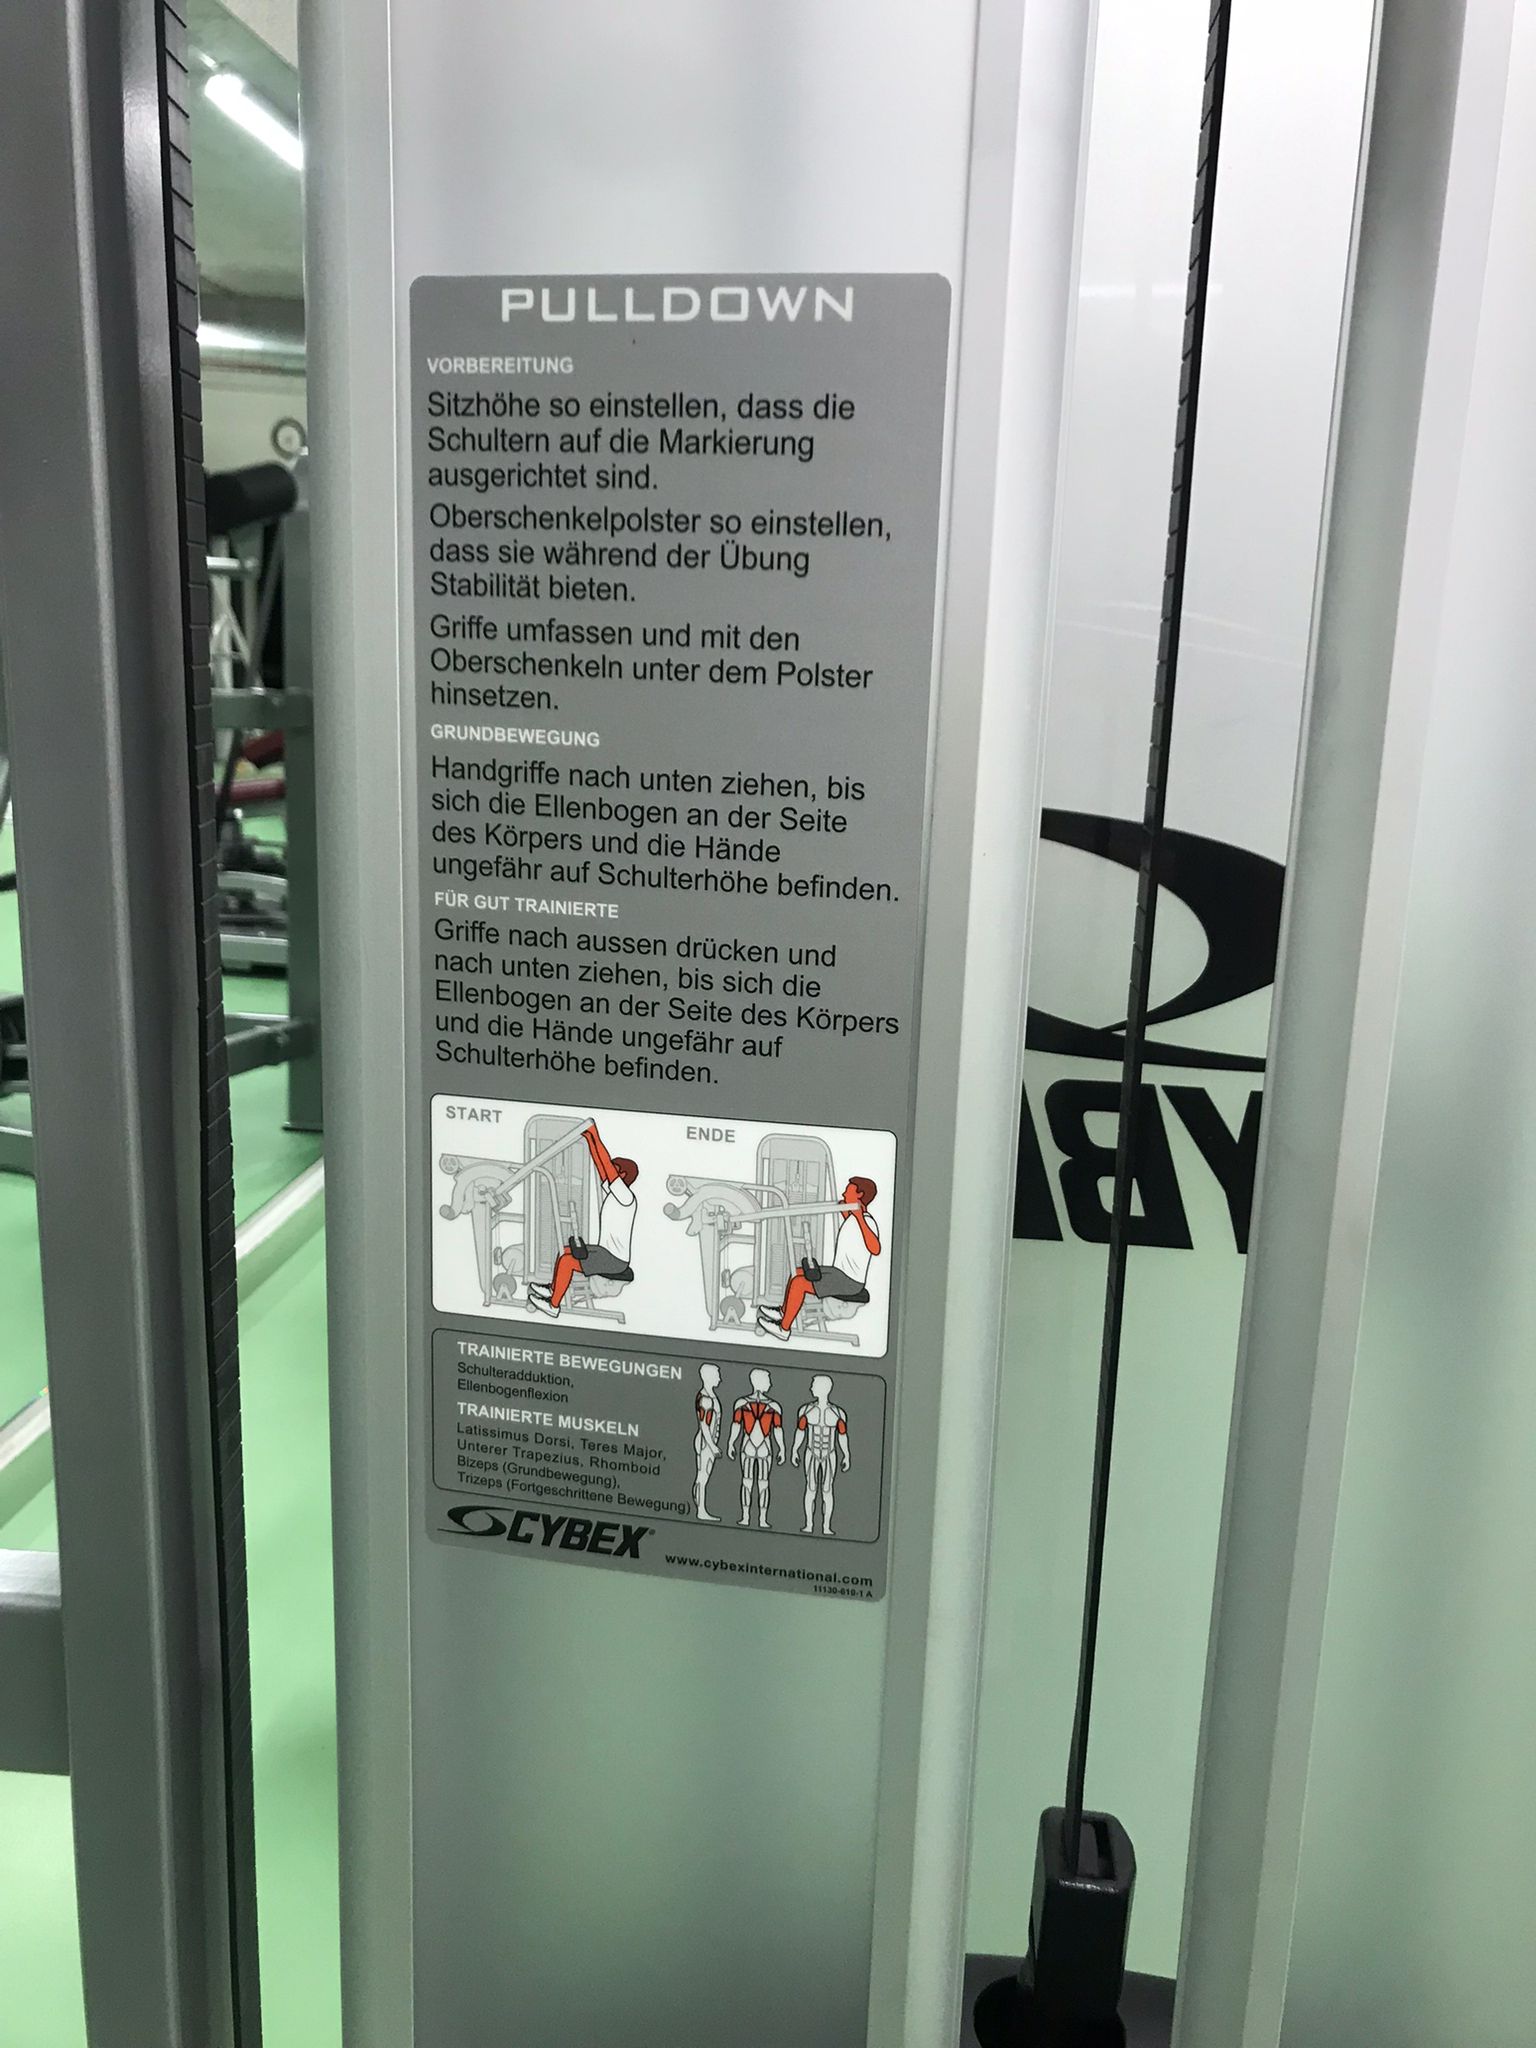 PULLDOWN
VORBEREITUNG
Sitzhöhe so einstellen, dass die
Schultern auf die Markierung
ausgerichtet sind.
Oberschenkelpolster so einstellen,
dass sie während der Übung
Stabilität bieten.
Griffe umfassen und mit den
Oberschenkeln unter dem Polster
hinsetzen.
GRUNDBEWEGUNG
Handgriffe nach unten ziehen, bis
sich die Ellenbogen an der Seite
des Körpers und die Hände
ungefähr auf Schulterhöhe befinden.
FÜR GUT TRAINIERTE
Griffe nach aussen drücken und
nach unten ziehen, bis sich die
Ellenbogen an der Seite des Körpers
und die Hände ungefähr auf
Schulterhöhe befinden.
START
ENDE
TRAINIERTE BEWEGUNGEN
Schulteradduktion,
Ellenbogenflexion
TRAINIERTE MUSKELN
Latissimus Dorsi, Teres Major,
Unterer Trapezius, Rhomboid
Bizeps (Grundbewegung),
Trizeps (Fortgeschrittene Bewegung)
CYBEX®
www.cybexinternational.com
11130-610-1 A